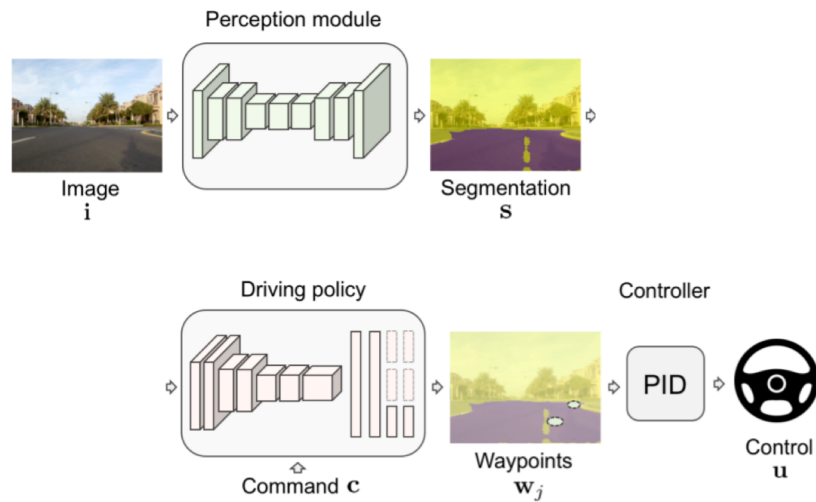 Perception module
Image
i
Segmentation
s
Driving policy
Controller
PID
Command c
Waypoints
w_j
Control
u